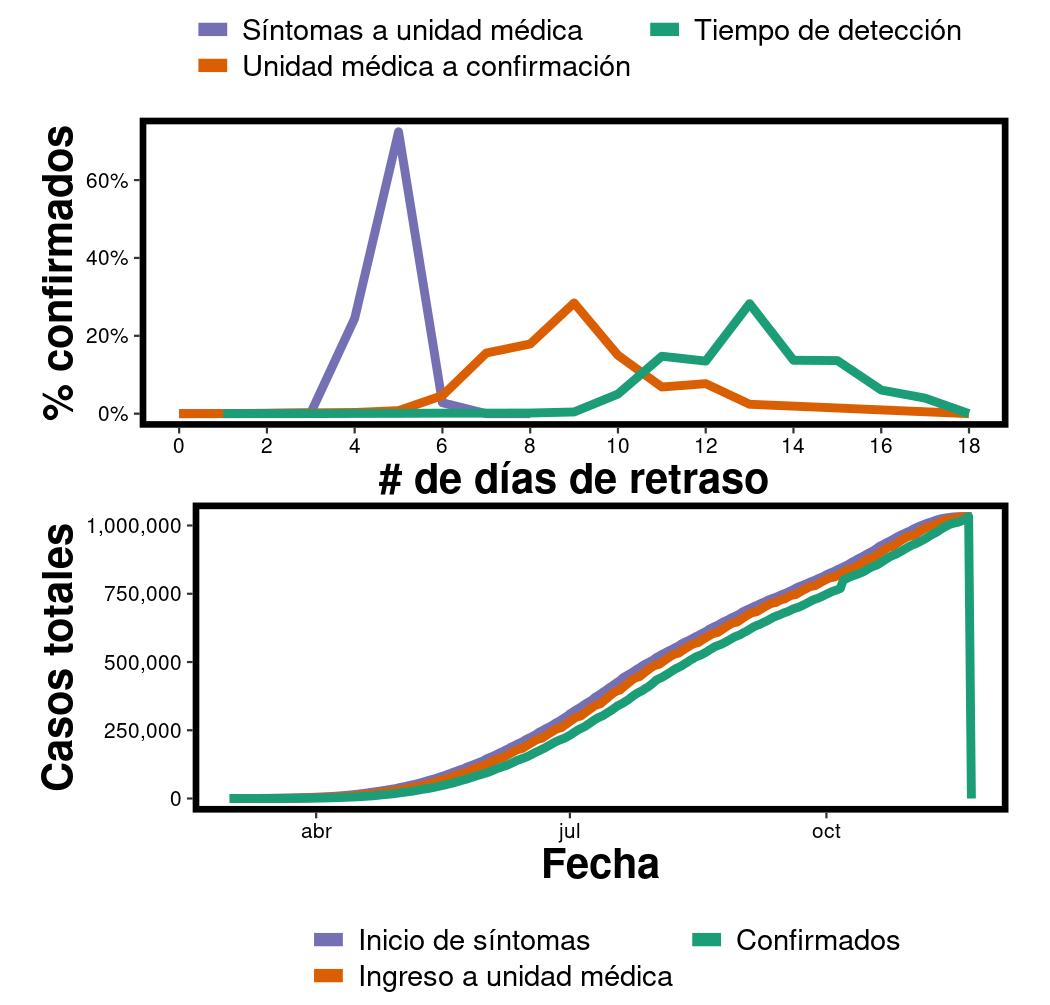 Síntomas a unidad médica
Tiempo de detección
Unidad médica a confirmación
% confirmados
60%
40%
20%
0%
0 2 4 6 8 10 12 14 16 18
# de días de retraso
Casos totales
1,000,000
750,000
500,000
250,000
0
abr jul oct
Fecha
Inicio de síntomas
Confirmados
Ingreso a unidad médica